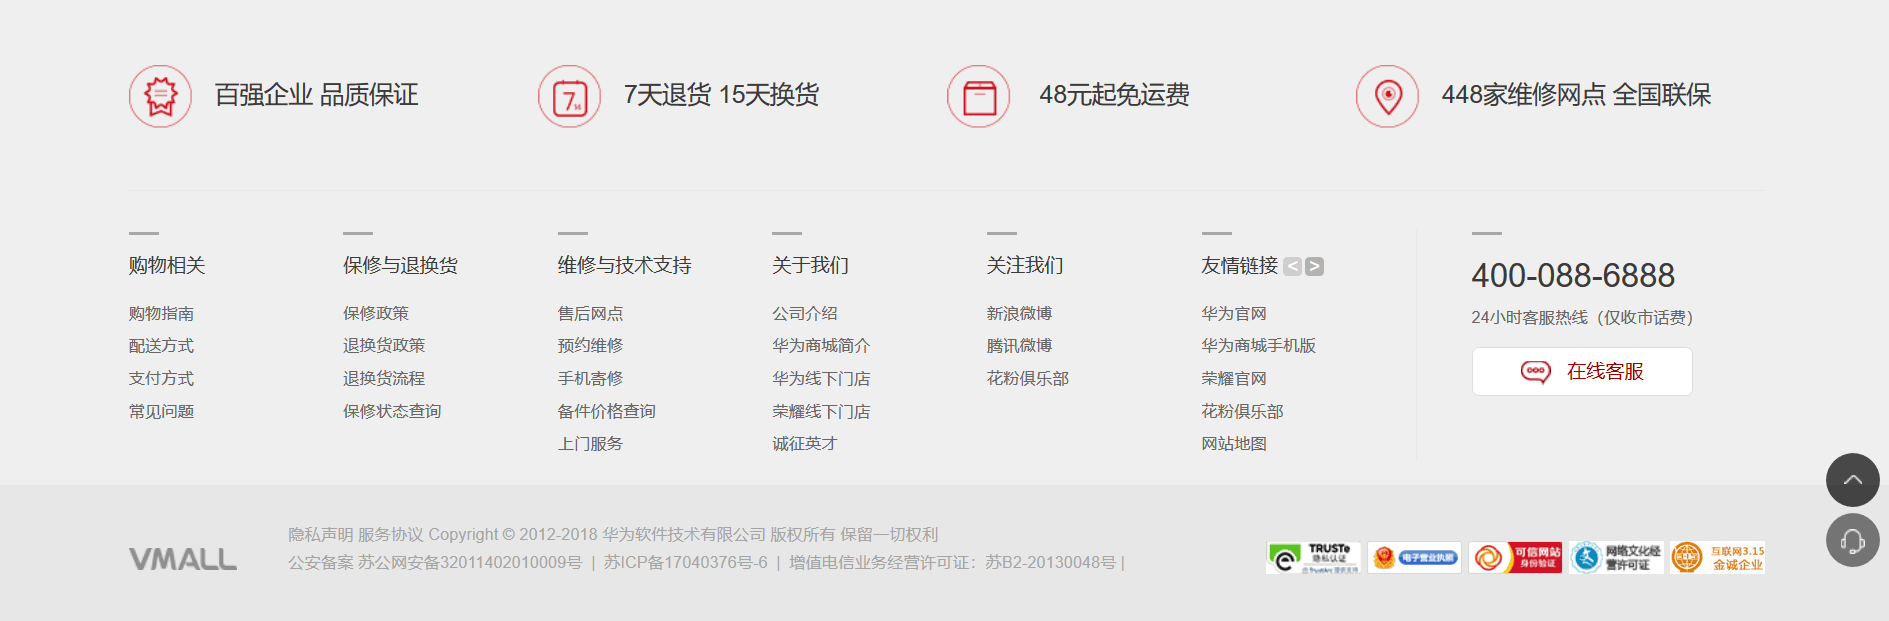 百强企业 品质保证
7天退货 15天换货
48元起免运费
448家维修网点 全国联保
购物相关
购物指南
配送方式
支付方式
常见问题
保修与退换货
保修政策
退换货政策
退换货流程
保修状态查询
维修与技术支持
售后网点
预约维修
手机寄修
备件价格查询
上门服务
关于我们
公司介绍
华为商城简介
华为线下门店
荣耀线下门店
诚征英才
关注我们
新浪微博
腾讯微博
花粉俱乐部
友情链接 < >
华为官网
华为商城手机版
荣耀官网
花粉俱乐部
网站地图
400-088-6888
24小时客服热线（仅收市话费）
在线客服
VMALL
隐私声明 服务协议 Copyright © 2012-2018 华为软件技术有限公司 版权所有 保留一切权利
公安备案 苏公网安备32011402010009号 | 苏ICP备17040376号-6 | 增值电信业务经营许可证：苏B2-20130048号 |
TRUSTe
隐私认证
由 TrustArc 提供支持
电子营业执照
可信网站
身份验证
网络文化经
营许可证
互联网3.15
金诚企业